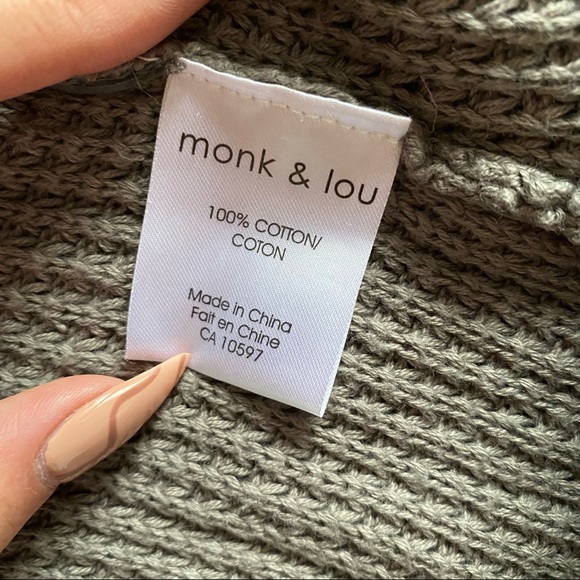 monk & lou
100% COTTON/
COTON
Made in China
Fait en Chine
CA 10597